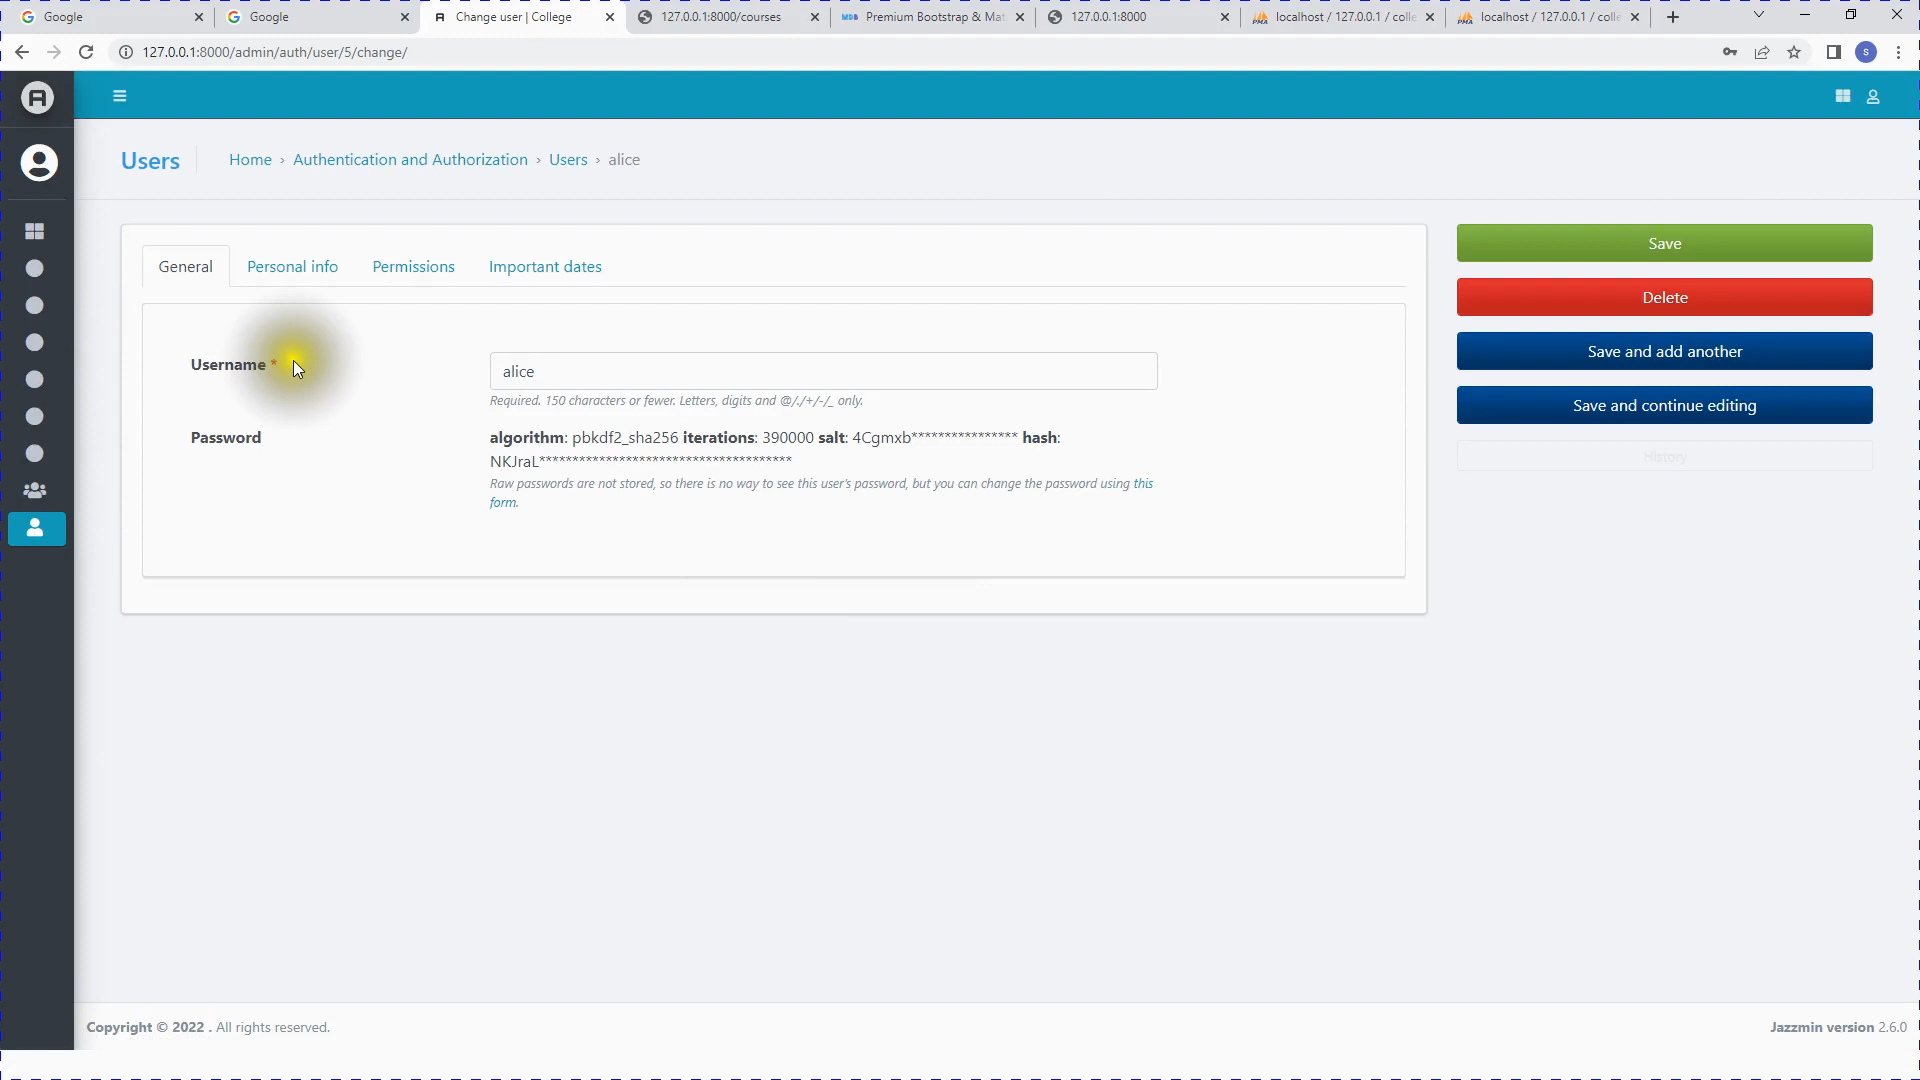 Google
Google
Change user | College
127.0.0.1:8000/courses
Premium Bootstrap & Mat
127.0.0.1:8000
localhost / 127.0.0.1 / colle
localhost / 127.0.0.1 / colle
127.0.0.1:8000/admin/auth/user/5/change/
S
Users
Home › Authentication and Authorization › Users › alice
General
Personal info
Permissions
Important dates
Save
Delete
Save and add another
Save and continue editing
History
Username *
alice
Required. 150 characters or fewer. Letters, digits and @/./+/-/_ only.
Password
algorithm: pbkdf2_sha256 iterations: 390000 salt: 4Cgmxb**************** hash:
NKJraL**************************************
Raw passwords are not stored, so there is no way to see this user's password, but you can change the password using this
form.
Copyright © 2022 . All rights reserved.
Jazzmin version 2.6.0